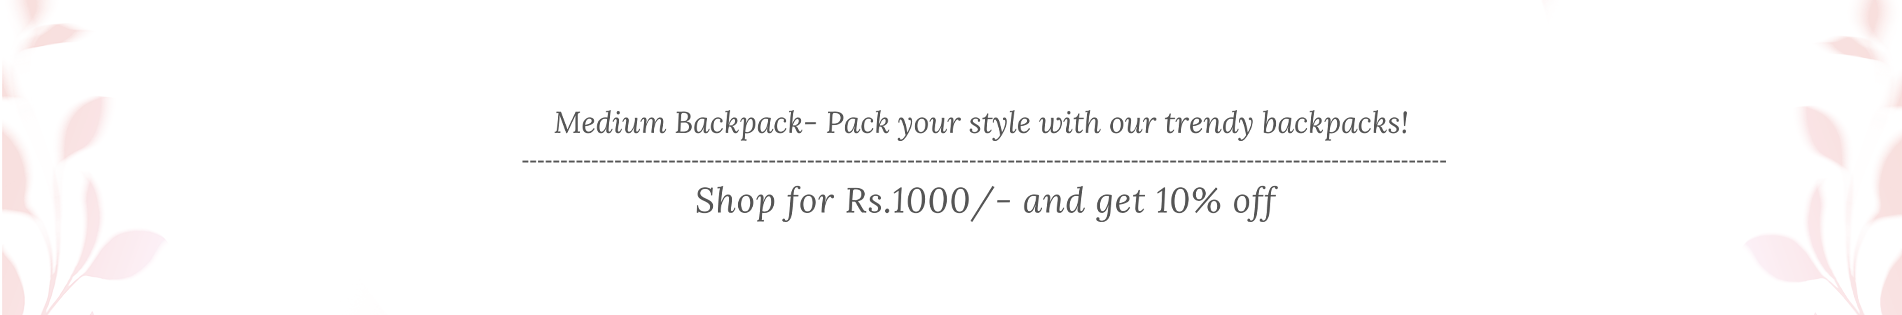 Medium Backpack- Pack your style with our trendy backpacks!
Shop for Rs.1000/- and get 10% off